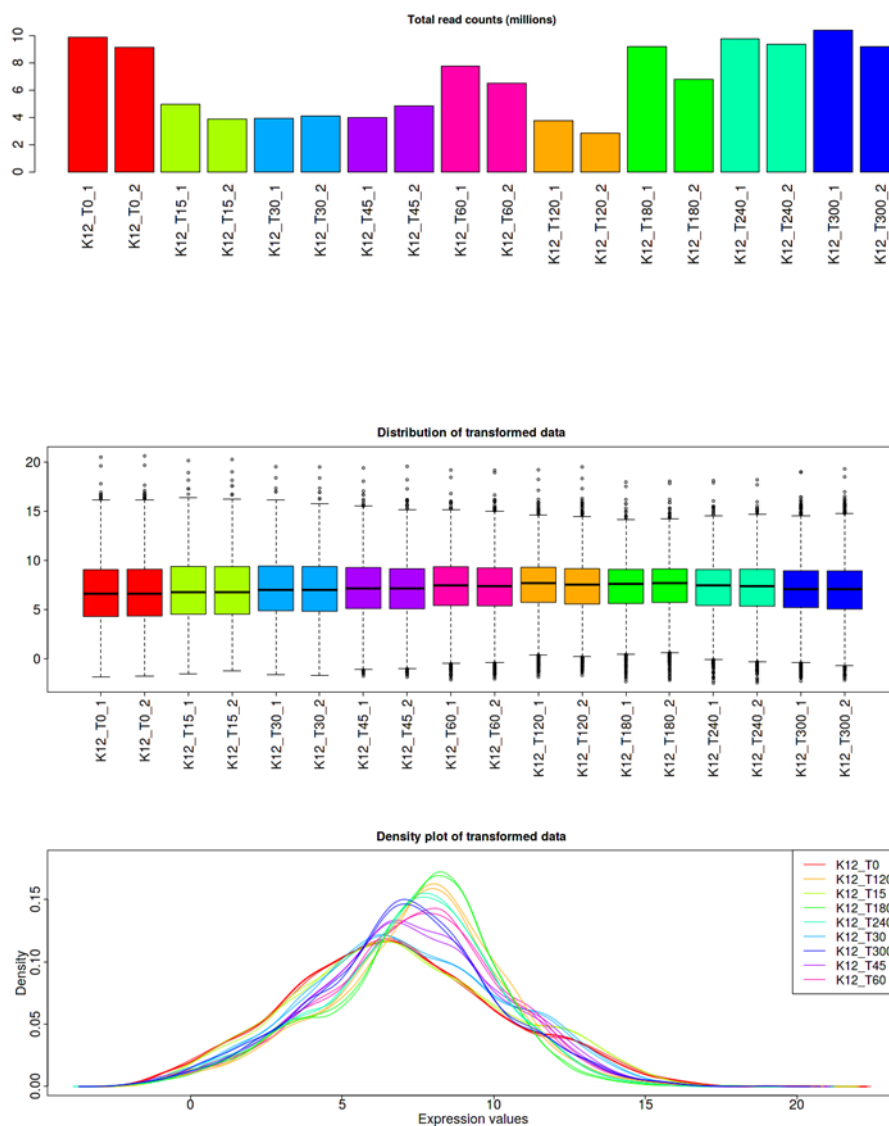 Total read counts (millions)
10
8
6
4
2
0
K12_T0_1
K12_T0_2
K12_T15_1
K12_T15_2
K12_T30_1
K12_T30_2
K12_T45_1
K12_T45_2
K12_T60_1
K12_T60_2
K12_T120_1
K12_T120_2
K12_T180_1
K12_T180_2
K12_T240_1
K12_T240_2
K12_T300_1
K12_T300_2
Distribution of transformed data
20
15
10
5
0
K12_T0_1
K12_T0_2
K12_T15_1
K12_T15_2
K12_T30_1
K12_T30_2
K12_T45_1
K12_T45_2
K12_T60_1
K12_T60_2
K12_T120_1
K12_T120_2
K12_T180_1
K12_T180_2
K12_T240_1
K12_T240_2
K12_T300_1
K12_T300_2
Density plot of transformed data
Density
0.15
0.10
0.05
0.00
K12_T0
K12_T120
K12_T15
K12_T180
K12_T240
K12_T30
K12_T300
K12_T45
K12_T60
0 5 10 15 20
Expression values